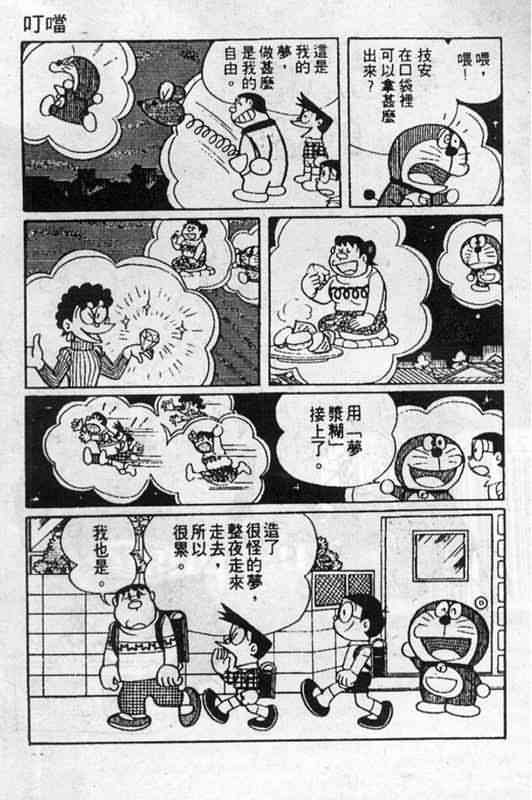 叮噹
喂，
喂！
技安
在口袋裡
可以拿甚麼
出來？
這是
我的
夢，
做甚麼
是我的
自由。
用「夢
漿糊」
接上了。
造了
很怪的夢，
整夜走來
走去，
所以
很累。
我也是。